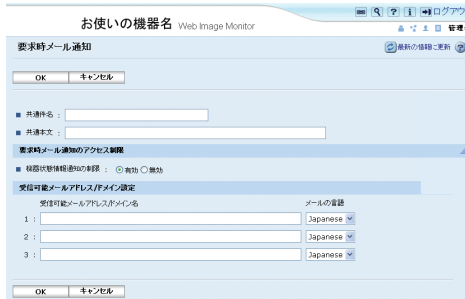 お使いの機器名 Web Image Monitor
ログアウ
管理
要求時メール通知
最新の情報に更新
OK キャンセル
■ 共通件名 :
■ 共通本文 :
要求時メール通知のアクセス制限
■ 機器状態情報通知の制限 : 有効 無効
受信可能メールアドレス/ドメイン設定
受信可能メールアドレス/ドメイン名 メールの言語
1 : Japanese
2 : Japanese
3 : Japanese
OK キャンセル